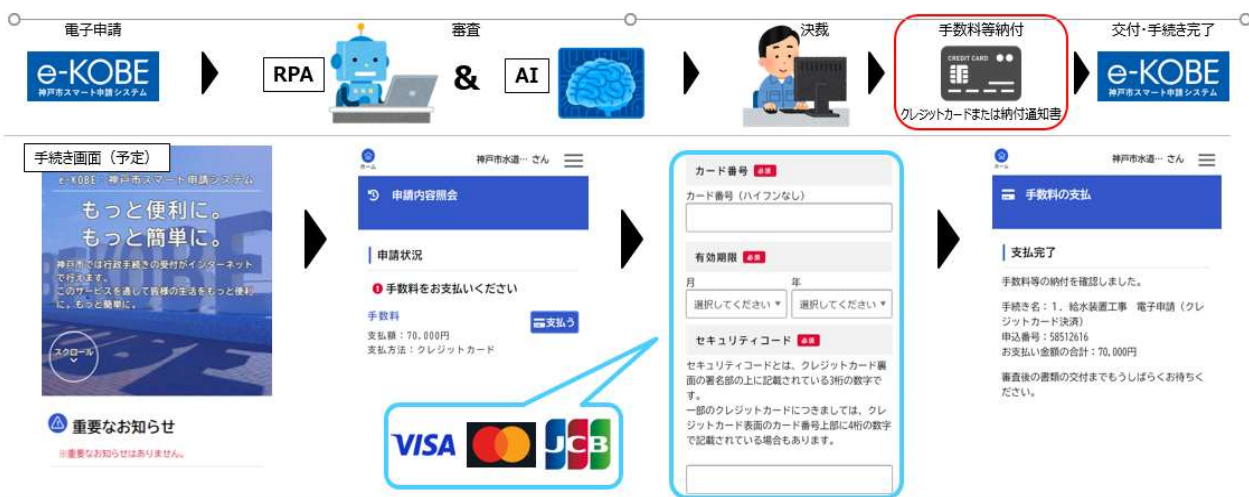 電子申請
審査
決裁
手数料等納付
交付・手続き完了
e-KOBE
神戸市スマート申請システム
RPA
&
AI
CREDIT CARD
クレジットカードまたは納付通知書
e-KOBE
神戸市スマート申請システム
手続き画面（予定）
e-KOBE：神戸市スマート申請システム
もっと便利に。
もっと簡単に。
神戸市では行政手続きの受付がインターネット
で行えます。
このサービスを通して皆様の生活をもっと便利
に。もっと簡単に。
スクロール
重要なお知らせ
※重要なお知らせはありません。
ホーム
神戸市水道… さん
申請内容照会
申請状況
手数料をお支払いください
手数料
支払額：70,000円
支払方法：クレジットカード
支払う
VISA
JCB
カード番号 必須
カード番号（ハイフンなし）
有効期限 必須
月 年
選択してください 選択してください
セキュリティコード 必須
セキュリティコードとは、クレジットカード裏
面の署名部の上に記載されている3桁の数字で
す。
一部のクレジットカードにつきましては、クレ
ジットカード表面のカード番号上部に4桁の数字
で記載されている場合もあります。
ホーム
神戸市水道… さん
手数料の支払
支払完了
手数料等の納付を確認しました。
手続き名：1．給水装置工事 電子申請（クレ
ジットカード決済）
申込番号：58512616
お支払い金額の合計：70,000円
審査後の書類の交付までもうしばらくお待ちく
ださい。